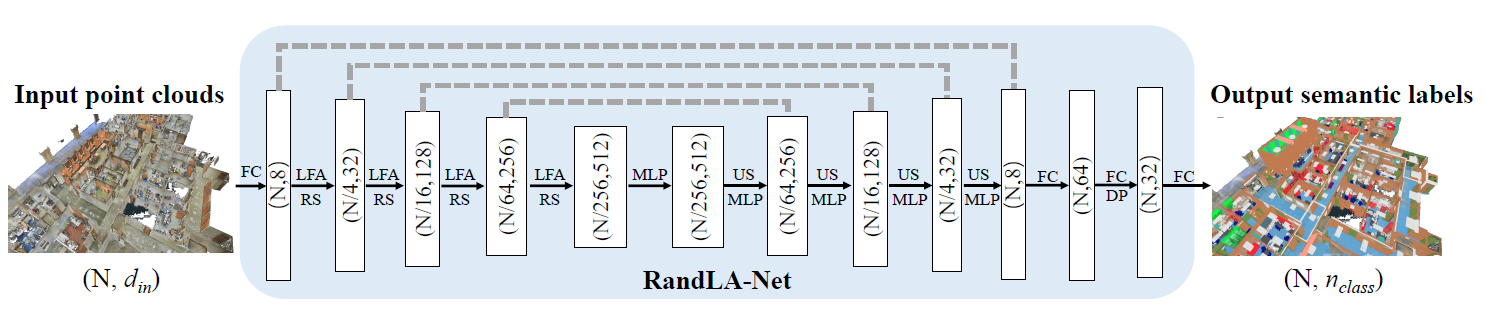 Input point clouds
(N, d_in)
FC
(N,8)
LFA
RS
(N/4,32)
LFA
RS
(N/16,128)
LFA
RS
(N/64,256)
LFA
RS
(N/256,512)
MLP
(N/256,512)
US
MLP
(N/64,256)
US
MLP
(N/16,128)
US
MLP
(N/4,32)
US
MLP
(N,8)
FC
(N,64)
FC
DP
(N,32)
FC
RandLA-Net
Output semantic labels
(N, n_class)